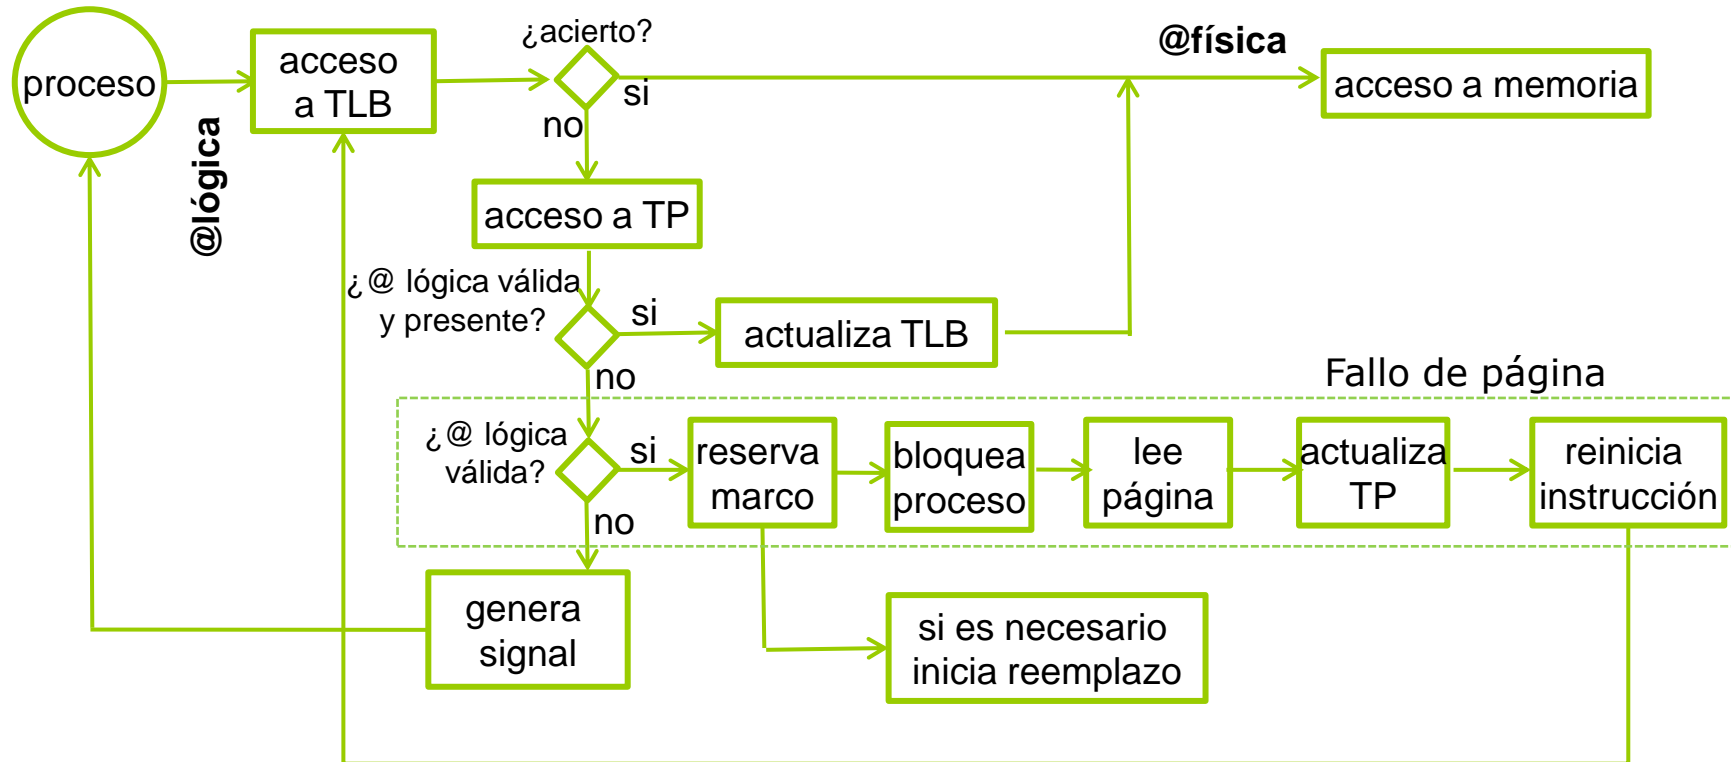 proceso
@lógica
acceso
a TLB
¿acierto?
si
no
@física
acceso a memoria
acceso a TP
¿@ lógica válida
y presente?
si
no
actualiza TLB
Fallo de página
¿@ lógica
válida?
si
no
reserva
marco
bloquea
proceso
lee
página
actualiza
TP
reinicia
instrucción
genera
signal
si es necesario
inicia reemplazo